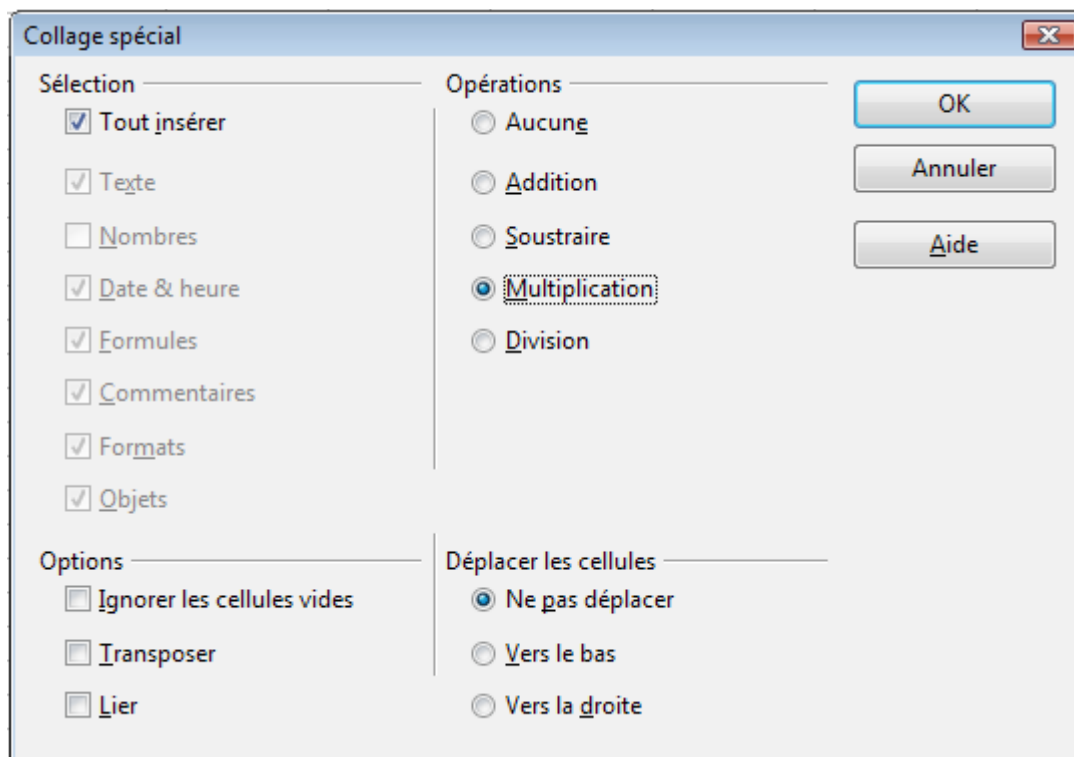 Collage spécial
Sélection
Tout insérer
Texte
Nombres
Date & heure
Formules
Commentaires
Formats
Objets
Opérations
Aucune
Addition
Soustraire
Multiplication
Division
OK
Annuler
Aide
Options
Ignorer les cellules vides
Transposer
Lier
Déplacer les cellules
Ne pas déplacer
Vers le bas
Vers la droite